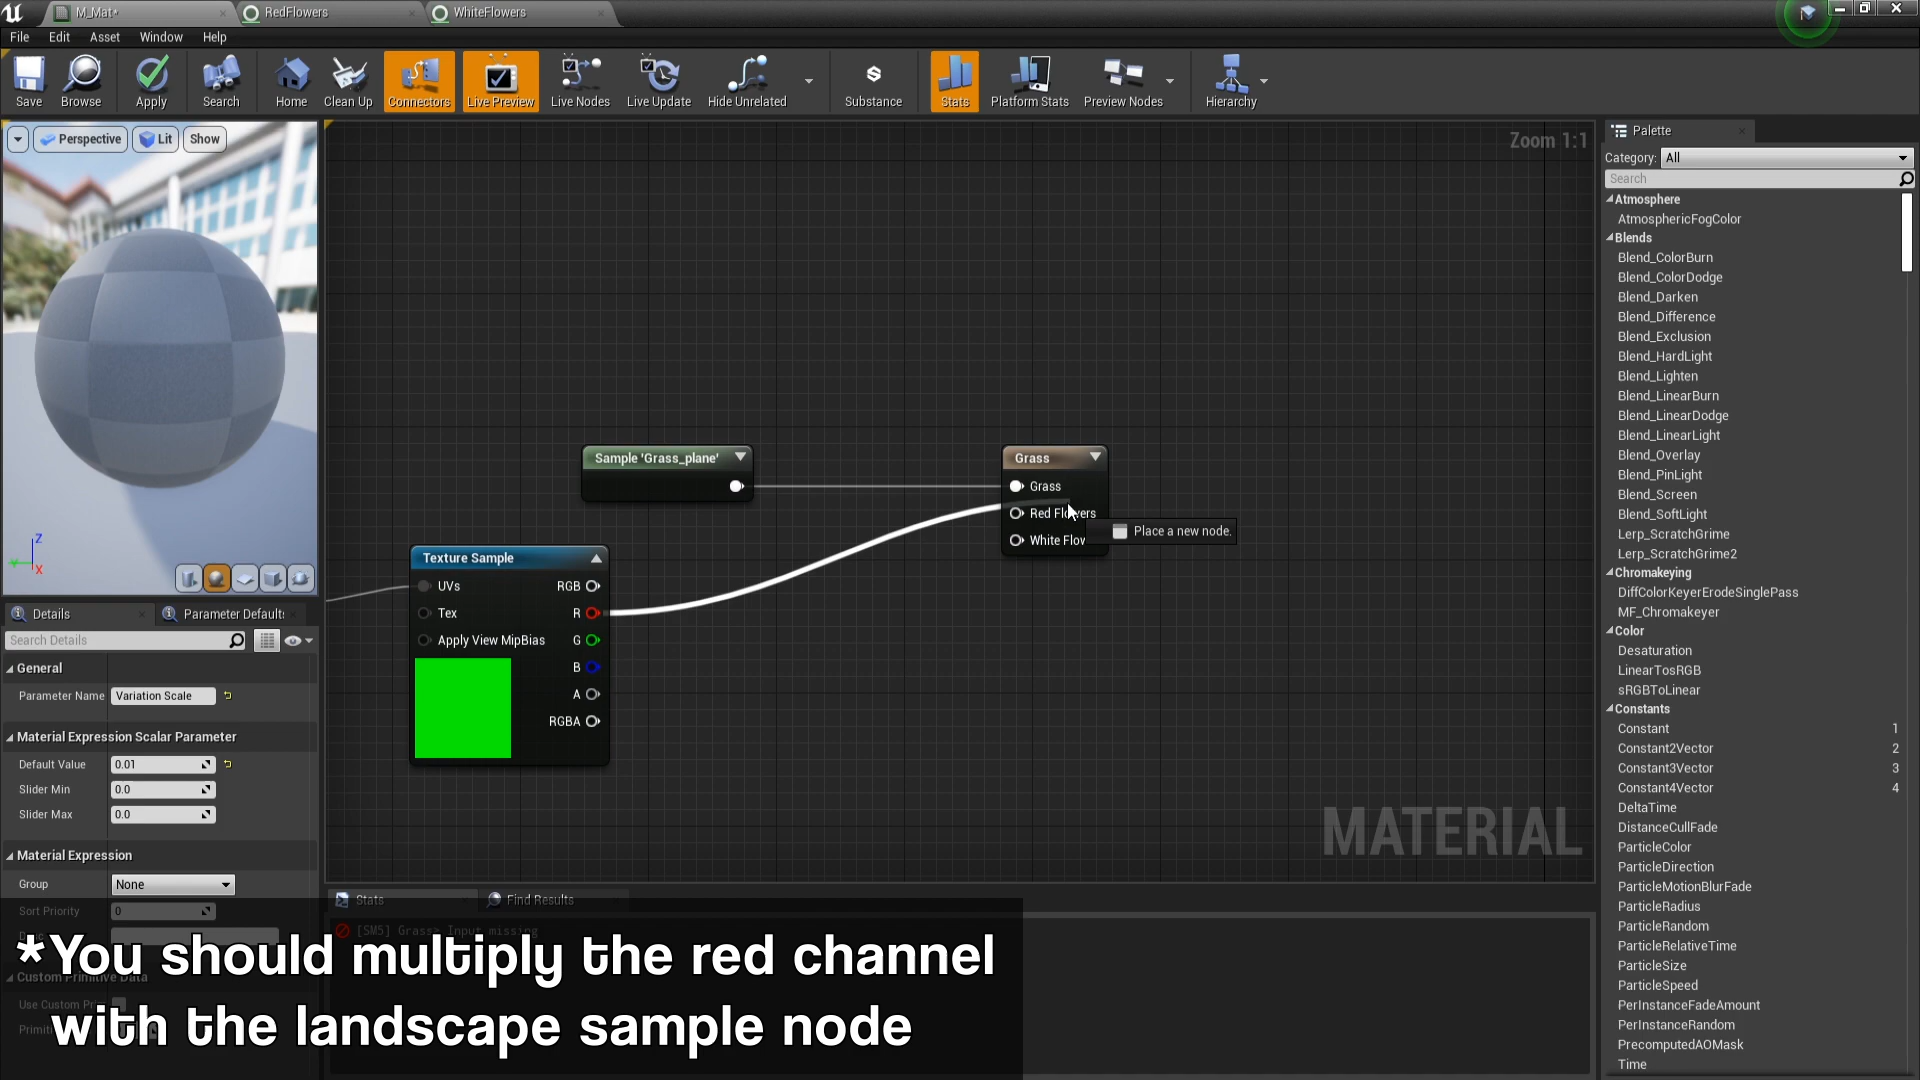 M_Mat*
RedFlowers
WhiteFlowers
File
Edit
Asset
Window
Help
Save
Browse
Apply
Search
Home
Clean Up
Connectors
Live Preview
Live Nodes
Live Update
Hide Unrelated
Substance
Stats
Platform Stats
Preview Nodes
Hierarchy
Perspective
Lit
Show
Zoom 1:1
Z
Y
X
Details
Parameter Defaults
Search Details
General
Parameter Name
Variation Scale
Material Expression Scalar Parameter
Default Value
0.01
Slider Min
0.0
Slider Max
0.0
Material Expression
Group
None
Sort Priority
0
Custom Primitive Data
Sample 'Grass_plane'
Grass
Grass
Red Flowers
White Flow
Place a new node.
Texture Sample
UVs
RGB
Tex
R
Apply View MipBias
G
B
A
RGBA
MATERIAL
Stats
Find Results
[SM5] Grass> Input missing
*You should multiply the red channel
with the landscape sample node
Palette
Category:
All
Search
Atmosphere
AtmosphericFogColor
Blends
Blend_ColorBurn
Blend_ColorDodge
Blend_Darken
Blend_Difference
Blend_Exclusion
Blend_HardLight
Blend_Lighten
Blend_LinearBurn
Blend_LinearDodge
Blend_LinearLight
Blend_Overlay
Blend_PinLight
Blend_Screen
Blend_SoftLight
Lerp_ScratchGrime
Lerp_ScratchGrime2
Chromakeying
DiffColorKeyerErodeSinglePass
MF_Chromakeyer
Color
Desaturation
LinearTosRGB
sRGBToLinear
Constants
Constant 1
Constant2Vector 2
Constant3Vector 3
Constant4Vector 4
DeltaTime
DistanceCullFade
ParticleColor
ParticleDirection
ParticleMotionBlurFade
ParticleRadius
ParticleRandom
ParticleRelativeTime
ParticleSize
ParticleSpeed
PerInstanceFadeAmount
PerInstanceRandom
PrecomputedAOMask
Time